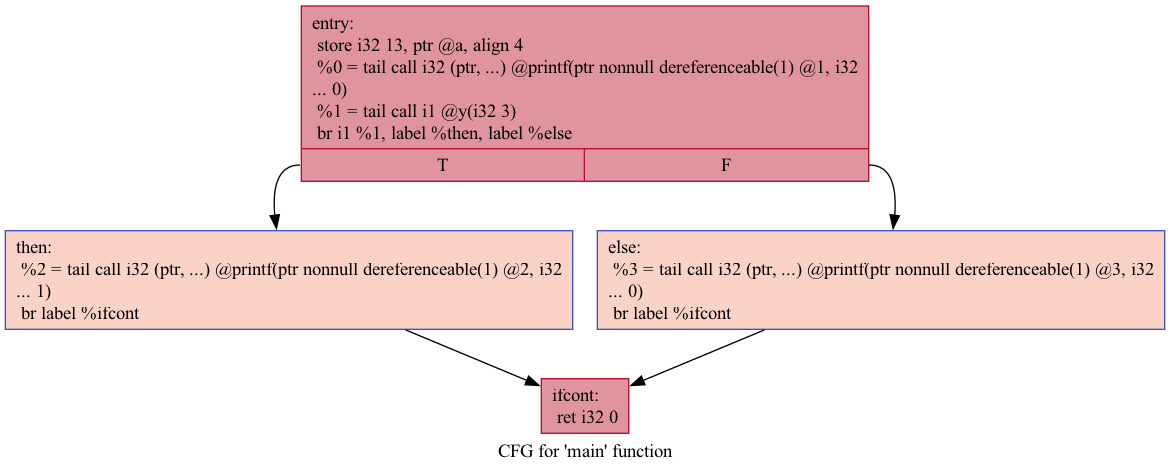 entry:
store i32 13, ptr @a, align 4
%0 = tail call i32 (ptr, ...) @printf(ptr nonnull dereferenceable(1) @1, i32
... 0)
%1 = tail call i1 @y(i32 3)
br i1 %1, label %then, label %else
T
F
then:
%2 = tail call i32 (ptr, ...) @printf(ptr nonnull dereferenceable(1) @2, i32
... 1)
br label %ifcont
else:
%3 = tail call i32 (ptr, ...) @printf(ptr nonnull dereferenceable(1) @3, i32
... 0)
br label %ifcont
ifcont:
ret i32 0
CFG for 'main' function